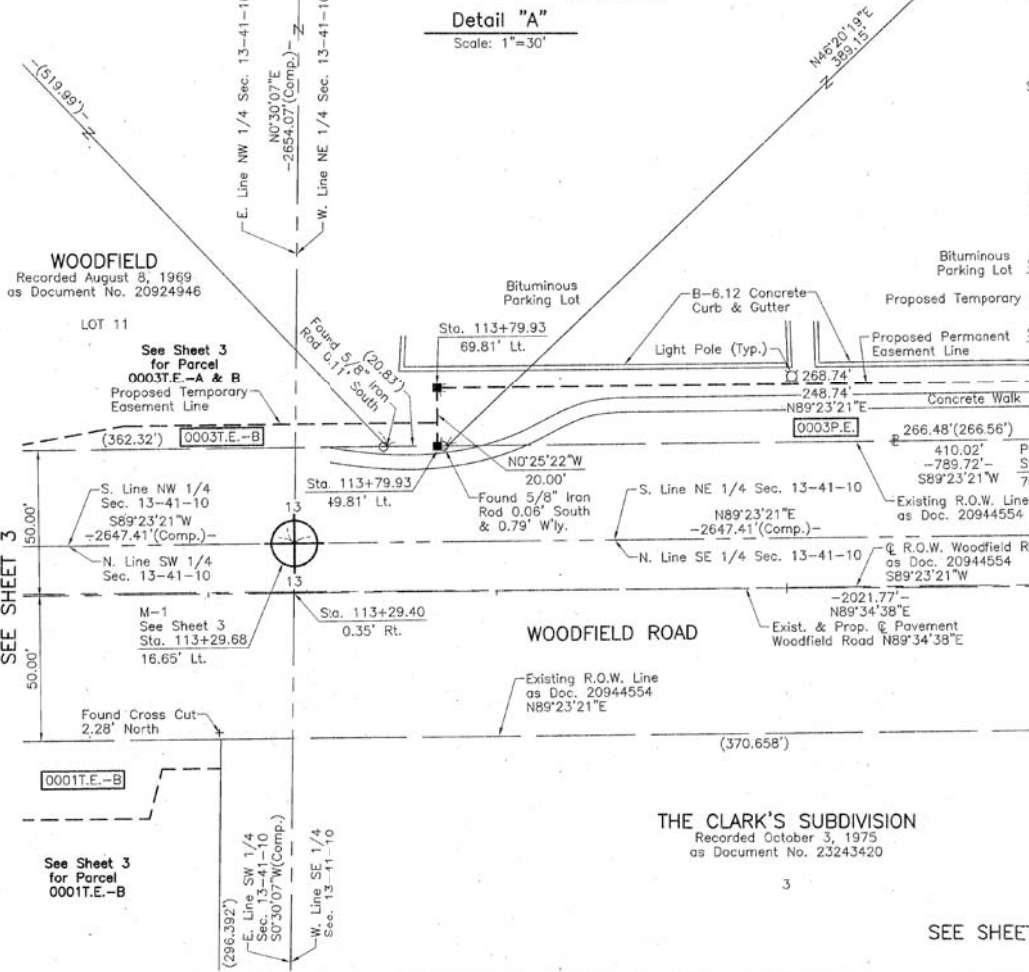 Detail "A"
Scale: 1"=30'
-(519.99')-
E. Line NW 1/4 Sec. 13-41-10
N0°30'07"E
-2654.07'(Comp.)-
W. Line NE 1/4 Sec. 13-41-10
N46°20'19"E
389.15'
WOODFIELD
Recorded August 8, 1969
as Document No. 20924946
LOT 11
See Sheet 3
for Parcel
0003T.E.-A & B
Proposed Temporary
Easement Line
(362.32')
0003T.E.-B
Found 5/8" Iron
Rod 0.11' South
(20.83')
Bituminous
Parking Lot
Sta. 113+79.93
69.81' Lt.
B-6.12 Concrete
Curb & Gutter
Light Pole (Typ.)
Bituminous
Parking Lot
Proposed Temporary
Proposed Permanent
Easement Line
268.74'
248.74'
N89°23'21"E
Concrete Walk
0003P.E.
266.48'(266.56')
410.02'
-789.72'-
S89°23'21"W
Existing R.O.W. Line
as Doc. 20944554
N0°25'22"W
20.00'
Sta. 113+79.93
49.81' Lt.
Found 5/8" Iron
Rod 0.06' South
& 0.79' W'ly.
S. Line NW 1/4
Sec. 13-41-10
S89°23'21"W
-2647.41'(Comp.)-
N. Line SW 1/4
Sec. 13-41-10
13
13
S. Line NE 1/4 Sec. 13-41-10
N89°23'21"E
-2647.41'(Comp.)-
N. Line SE 1/4 Sec. 13-41-10
℄ R.O.W. Woodfield R
as Doc. 20944554
S89°23'21"W
-2021.77'-
N89°34'38"E
Exist. & Prop. ℄ Pavement
Woodfield Road N89°34'38"E
SEE SHEET 3
50.00'
50.00'
M-1
See Sheet 3
Sta. 113+29.68
16.65' Lt.
Sta. 113+29.40
0.35' Rt.
WOODFIELD ROAD
Existing R.O.W. Line
as Doc. 20944554
N89°23'21"E
Found Cross Cut
2.28' North
(370.658')
0001T.E.-B
See Sheet 3
for Parcel
0001T.E.-B
(296.392')
E. Line SW 1/4
Sec. 13-41-10
S0°30'07"W(Comp.)
W. Line SE 1/4
Sec. 13-41-10
THE CLARK'S SUBDIVISION
Recorded October 3, 1975
as Document No. 23243420
3
SEE SHEET